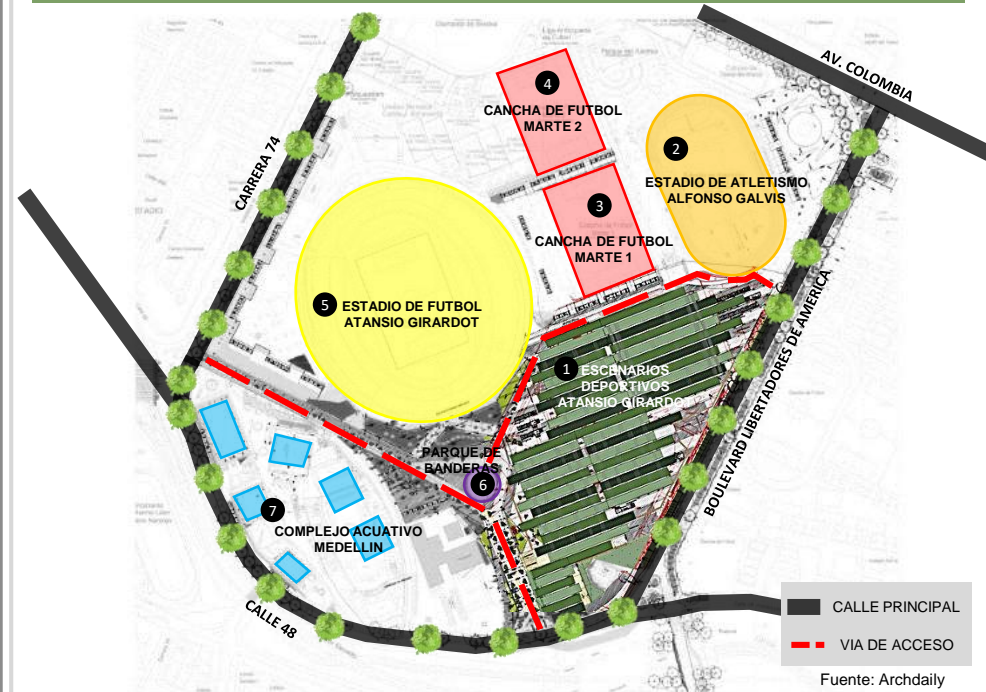 AV. COLOMBIA
CARRERA 74
4
CANCHA DE FUTBOL
MARTE 2
2
ESTADIO DE ATLETISMO
ALFONSO GALVIS
3
CANCHA DE FUTBOL
MARTE 1
5
ESTADIO DE FUTBOL
ATANSIO GIRARDOT
1
ESCENARIOS
DEPORTIVOS
ATANSIO GIRARDOT
BOULEVARD LIBERTADORES DE AMERICA
PARQUE DE
BANDERAS
6
7
COMPLEJO ACUATIVO
MEDELLIN
CALLE 48
CALLE PRINCIPAL
VIA DE ACCESO
Fuente: Archdaily